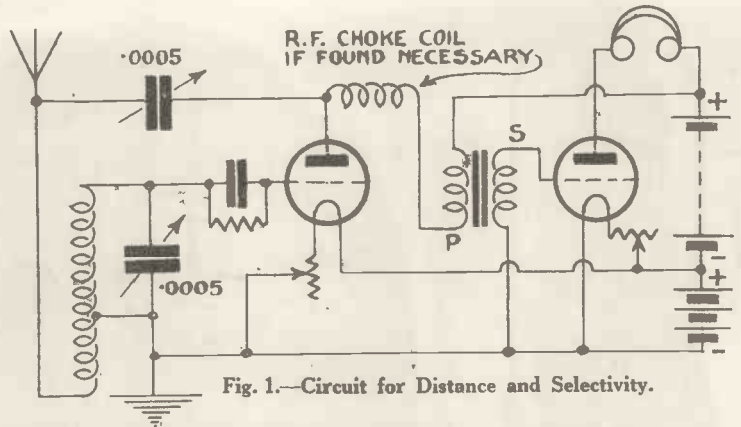 .0005
R.F. CHOKE COIL
IF FOUND NECESSARY
+
S
P
-
+
.0005
-
Fig. 1.—Circuit for Distance and Selectivity.